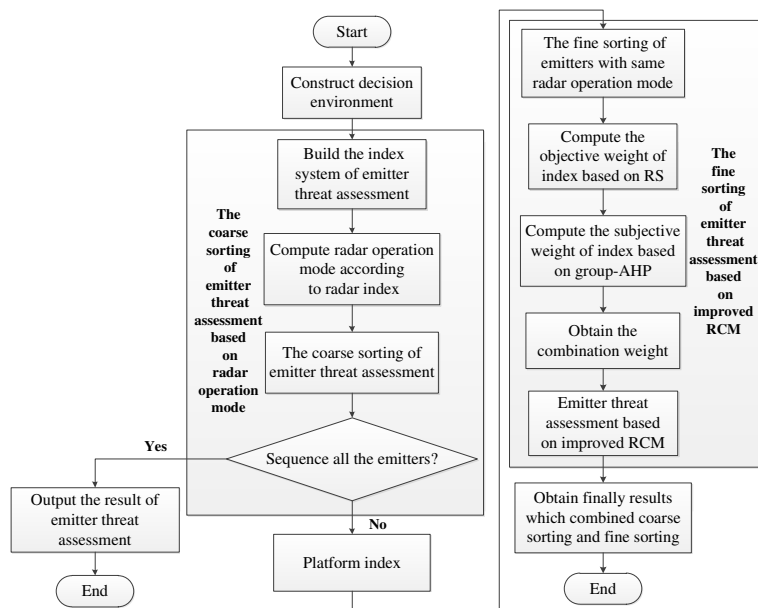 Start
Construct decision
environment
The
coarse
sorting
of
emitter
threat
assessment
based
on
radar
operation
mode
Build the index
system of emitter
threat assessment
Compute radar operation
mode according
to radar index
The coarse sorting of
emitter threat assessment
Sequence all the emitters?
Yes
Output the result of
emitter threat
assessment
End
No
Platform index
The fine sorting of
emitters with same
radar operation mode
Compute the
objective weight of
index based on RS
Compute the subjective
weight of index based
on group-AHP
Obtain the
combination weight
Emitter threat
assessment based on
improved RCM
The
fine
sorting
of
emitter
threat
assessment
based
on
improved
RCM
Obtain finally results
which combined coarse
sorting and fine sorting
End